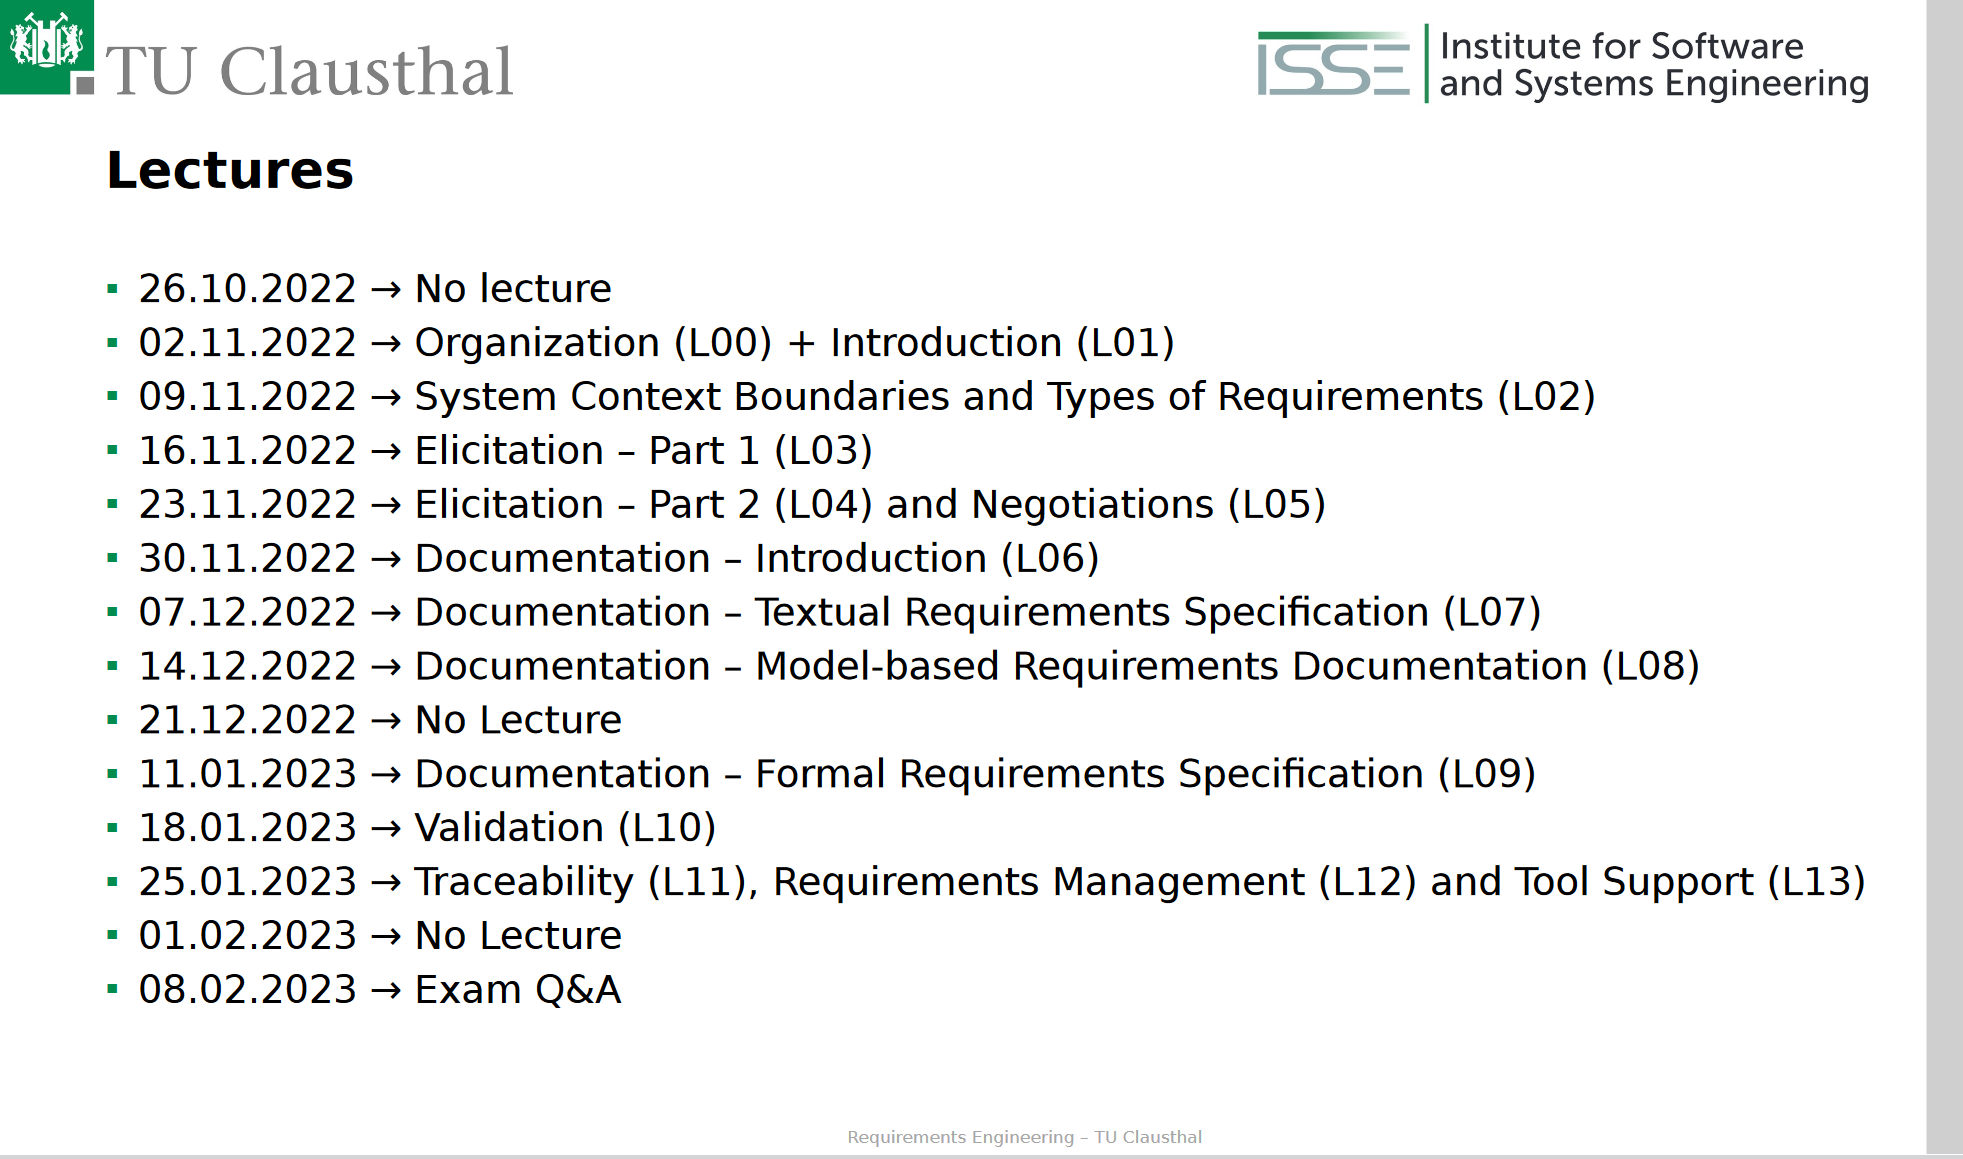 TU Clausthal
ISSE
Institute for Software
and Systems Engineering
Lectures
26.10.2022 → No lecture
02.11.2022 → Organization (L00) + Introduction (L01)
09.11.2022 → System Context Boundaries and Types of Requirements (L02)
16.11.2022 → Elicitation – Part 1 (L03)
23.11.2022 → Elicitation – Part 2 (L04) and Negotiations (L05)
30.11.2022 → Documentation – Introduction (L06)
07.12.2022 → Documentation – Textual Requirements Specification (L07)
14.12.2022 → Documentation – Model-based Requirements Documentation (L08)
21.12.2022 → No Lecture
11.01.2023 → Documentation – Formal Requirements Specification (L09)
18.01.2023 → Validation (L10)
25.01.2023 → Traceability (L11), Requirements Management (L12) and Tool Support (L13)
01.02.2023 → No Lecture
08.02.2023 → Exam Q&A
Requirements Engineering – TU Clausthal